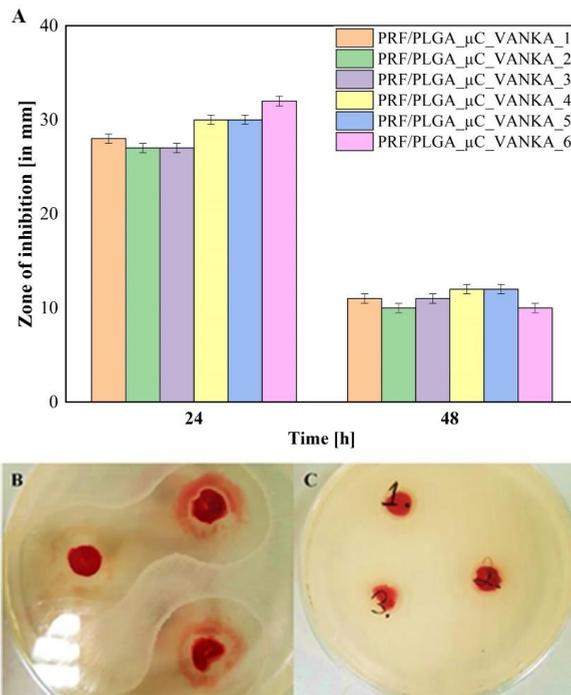 A
40
30
20
10
0
Zone of inhibition [in mm]
PRF/PLGA_µC_VANKA_1
PRF/PLGA_µC_VANKA_2
PRF/PLGA_µC_VANKA_3
PRF/PLGA_µC_VANKA_4
PRF/PLGA_µC_VANKA_5
PRF/PLGA_µC_VANKA_6
24 48
Time [h]
B
C
1.
3.